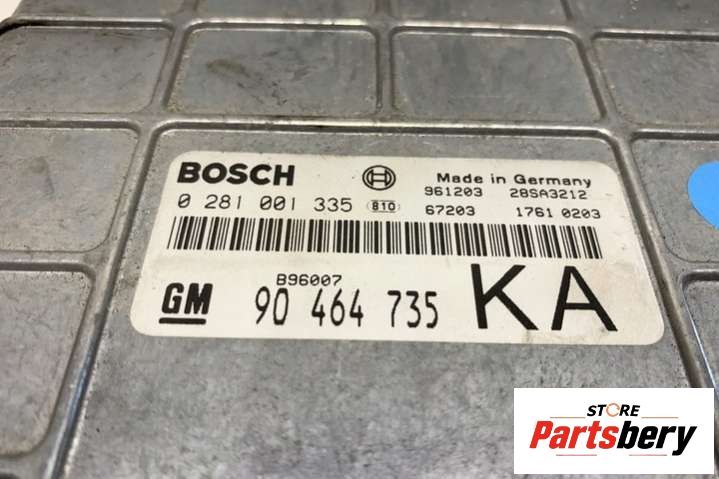 BOSCH Made in Germany
961203 28SA3212
0 281 001 335 810 67203 1761 0203
B96007
GM 90 464 735 KA
STORE
Partsbery